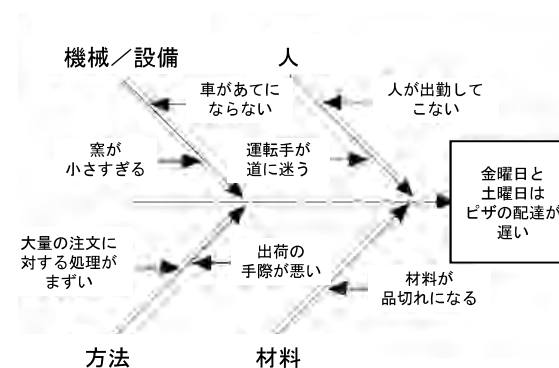 機械／設備
人
車があてに
ならない
人が出勤して
こない
窯が
小さすぎる
運転手が
道に迷う
金曜日と
土曜日は
ピザの配達が
遅い
大量の注文に
対する処理が
まずい
出荷の
手際が悪い
材料が
品切れになる
方法
材料